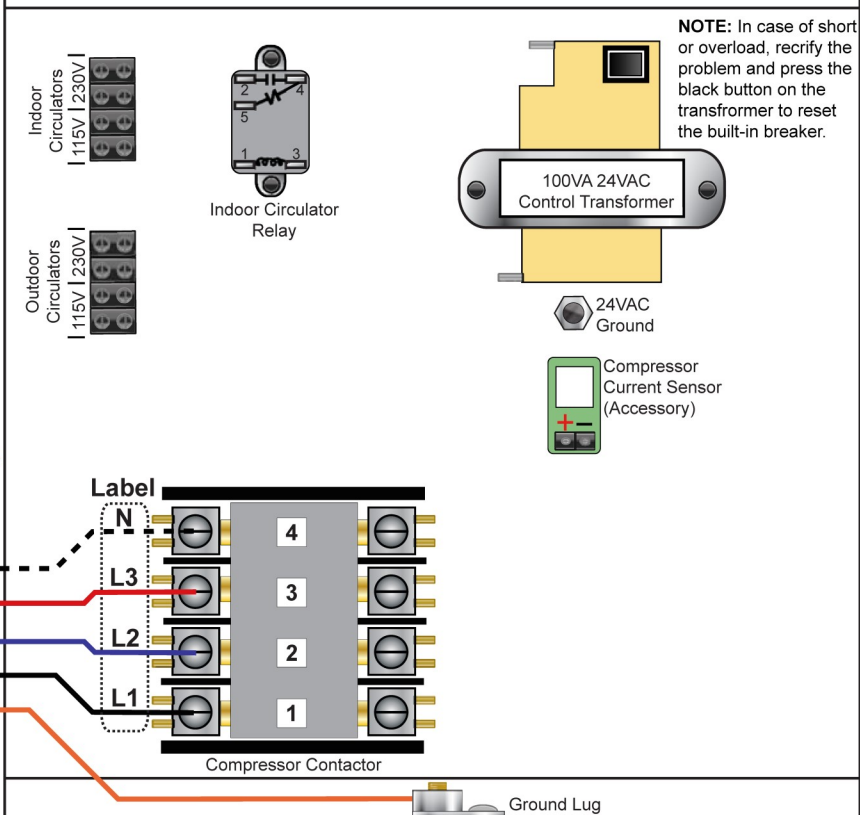 NOTE: In case of short
or overload, recrify the
problem and press the
black button on the
transfromer to reset
the built-in breaker.
Indoor
Circulators
115V 230V
2
4
5
1
3
Indoor Circulator
Relay
100VA 24VAC
Control Transformer
Outdoor
Circulators
115V 230V
24VAC
Ground
Compressor
Current Sensor
(Accessory)
+ –
Label
N
4
L3
3
L2
2
L1
1
Compressor Contactor
Ground Lug